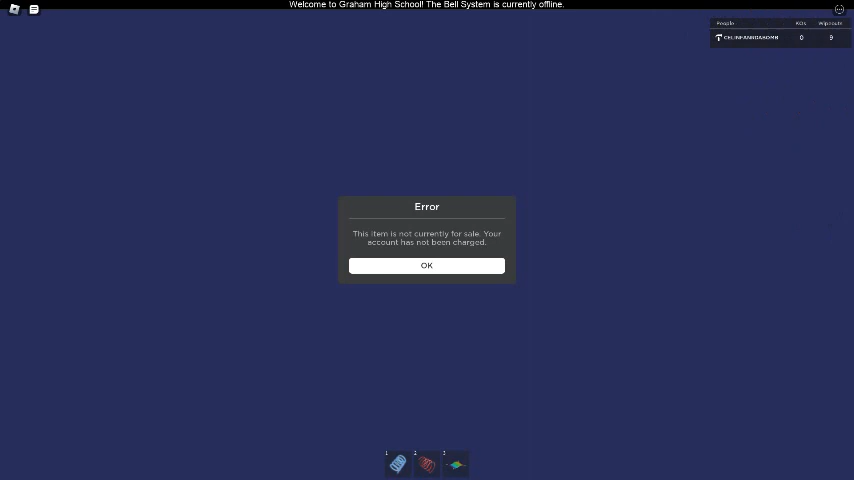 Welcome to Graham High School! The Bell System is currently offline.
People KOs Wipeouts
CELINFANRDABOMB 0 9
Error
This item is not currently for sale. Your
account has not been charged.
OK
1 2 3